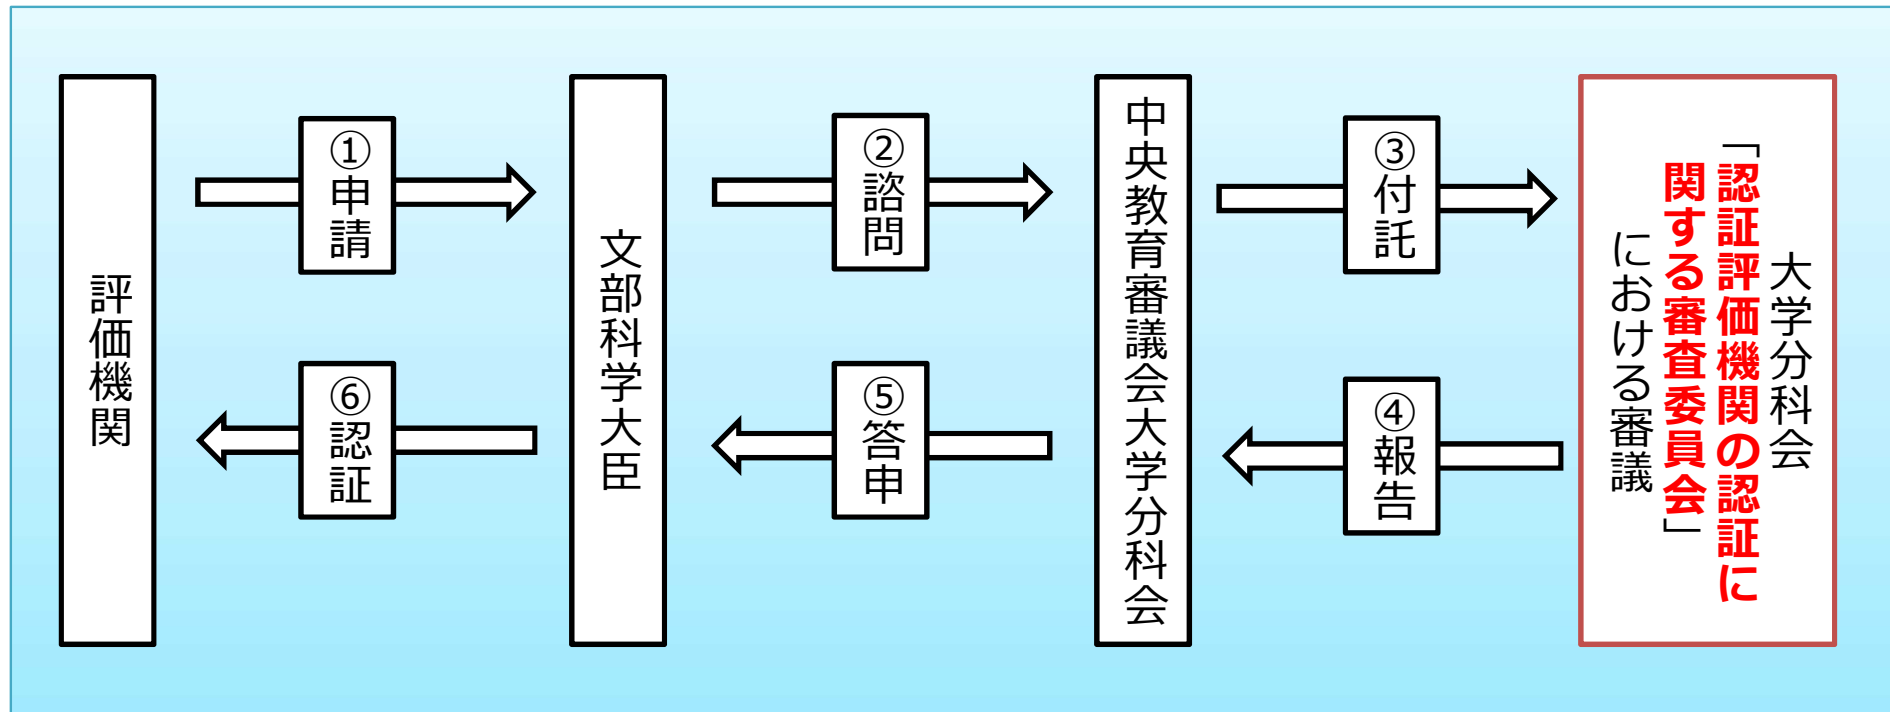 評価機関
①申請
⑥認証
文部科学大臣
②諮問
⑤答申
中央教育審議会大学分科会
③付託
④報告
大学分科会
「認証評価機関の認証に
関する審査委員会」
における審議